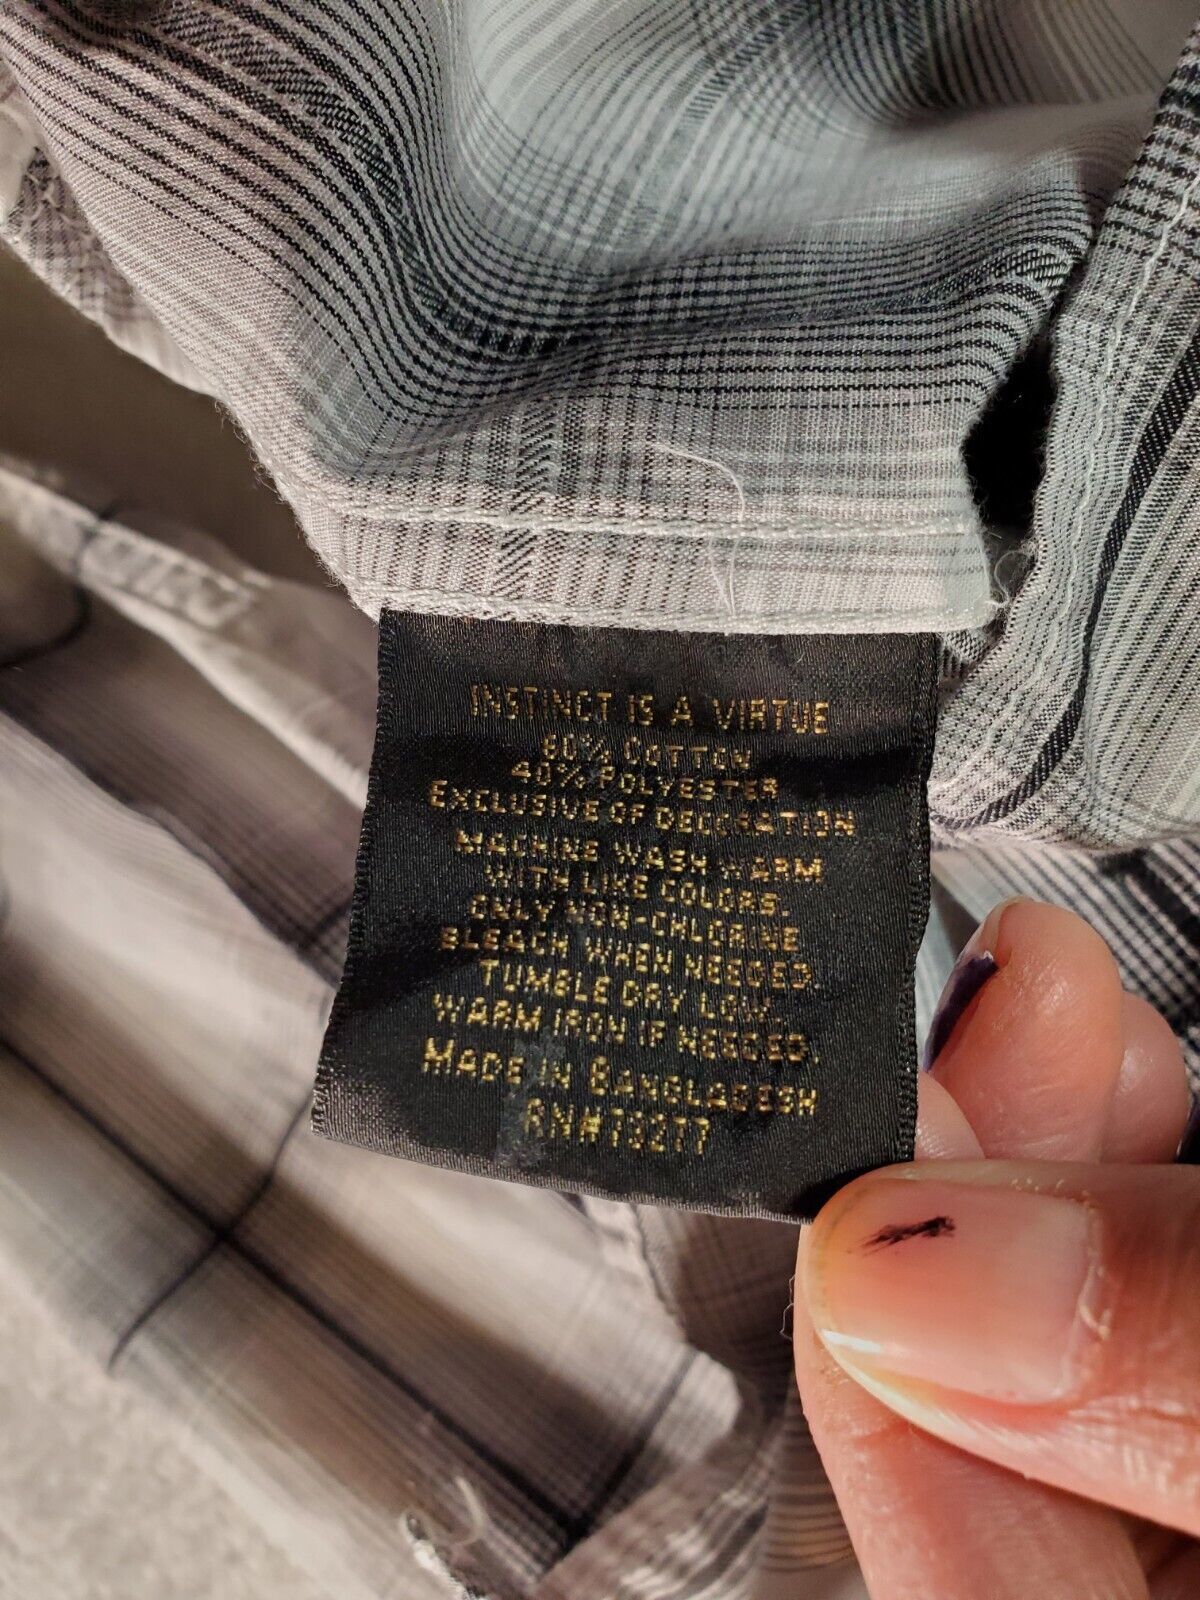 INSTINCT IS A VIRTUE
60% COTTON
40% POLYESTER
EXCLUSIVE OF DECORATION
MACHINE WASH WARM
WITH LIKE COLORS.
ONLY NON-CHLORINE
BLEACH WHEN NEEDED.
TUMBLE DRY LOW.
WARM IRON IF NEEDED.
MADE IN BANGLADESH
RN#73277